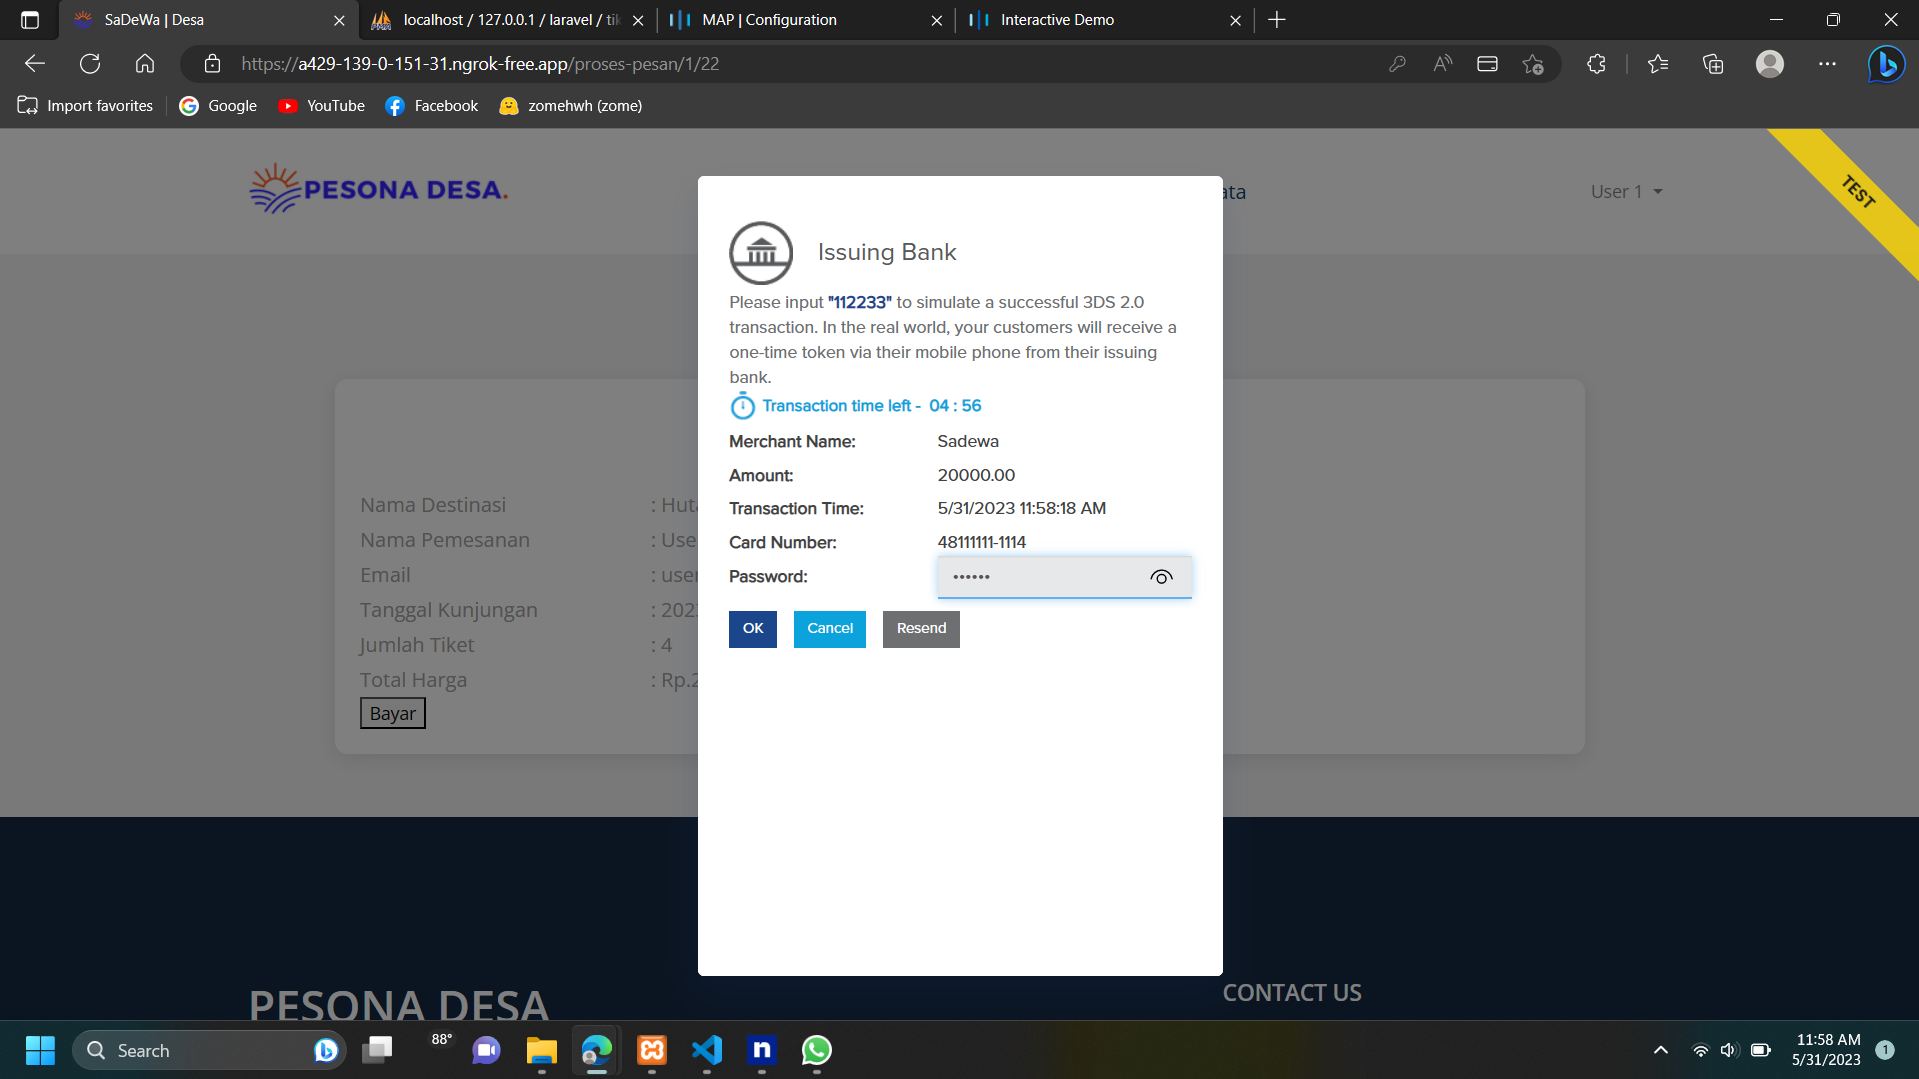 SaDeWa | Desa
localhost / 127.0.0.1 / laravel / tik
MAP | Configuration
Interactive Demo
https://a429-139-0-151-31.ngrok-free.app/proses-pesan/1/22
Import favorites
Google
YouTube
Facebook
zomehwh (zome)
PESONA DESA.
ata
User 1
TEST
Issuing Bank
Please input "112233" to simulate a successful 3DS 2.0
transaction. In the real world, your customers will receive a
one-time token via their mobile phone from their issuing
bank.
Transaction time left - 04 : 56
Merchant Name: Sadewa
Amount: 20000.00
Transaction Time: 5/31/2023 11:58:18 AM
Card Number: 48111111-1114
Password: ••••••
OK Cancel Resend
Nama Destinasi : Huta
Nama Pemesanan : Use
Email : user
Tanggal Kunjungan : 202
Jumlah Tiket : 4
Total Harga : Rp.2
Bayar
PESONA DESA
CONTACT US
Search
88°
11:58 AM
5/31/2023
1